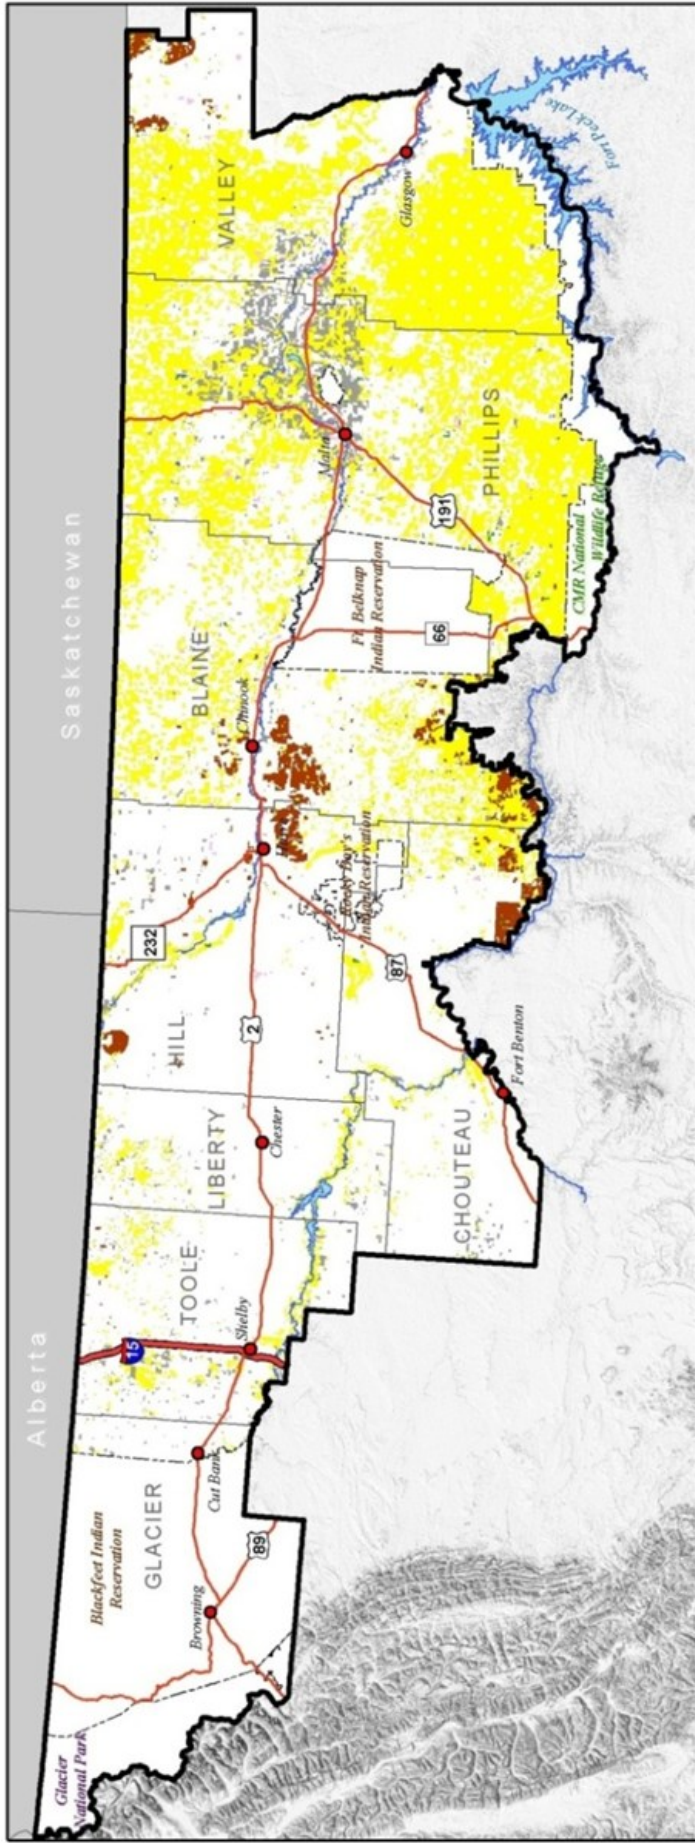 Alberta
Saskatchewan
Glacier
National Park
Blackfeet Indian
Reservation
GLACIER
Browning
89
Cut Bank
15
TOOLE
Shelby
LIBERTY
Chester
HILL
2
232
CHOUTEAU
Fort Benton
87
Rocky Boy's
Indian Reservation
BLAINE
Chinook
Ft. Belknap
Indian Reservation
66
191
Malta
PHILLIPS
CMR National
Wildlife Refuge
VALLEY
Glasgow
Fort Peck Lake